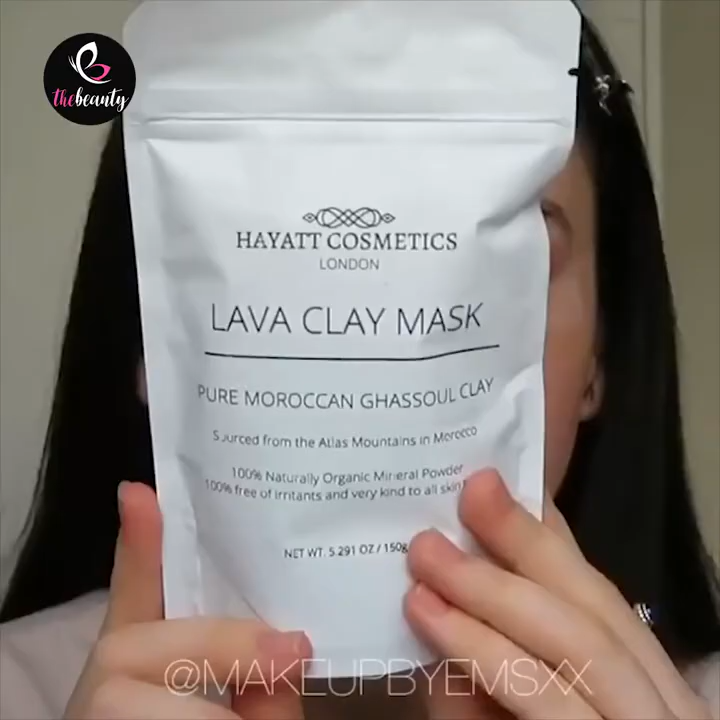 thebeauty
HAYATT COSMETICS
LONDON
LAVA CLAY MASK
PURE MOROCCAN GHASSOUL CLAY
Sourced from the Atlas Mountains in Morocco
100% Naturally Organic Mineral Powder
100% free of irritants and very kind to all skin
NET WT. 5.291 OZ / 150g
@MAKEUPBYEMSXX